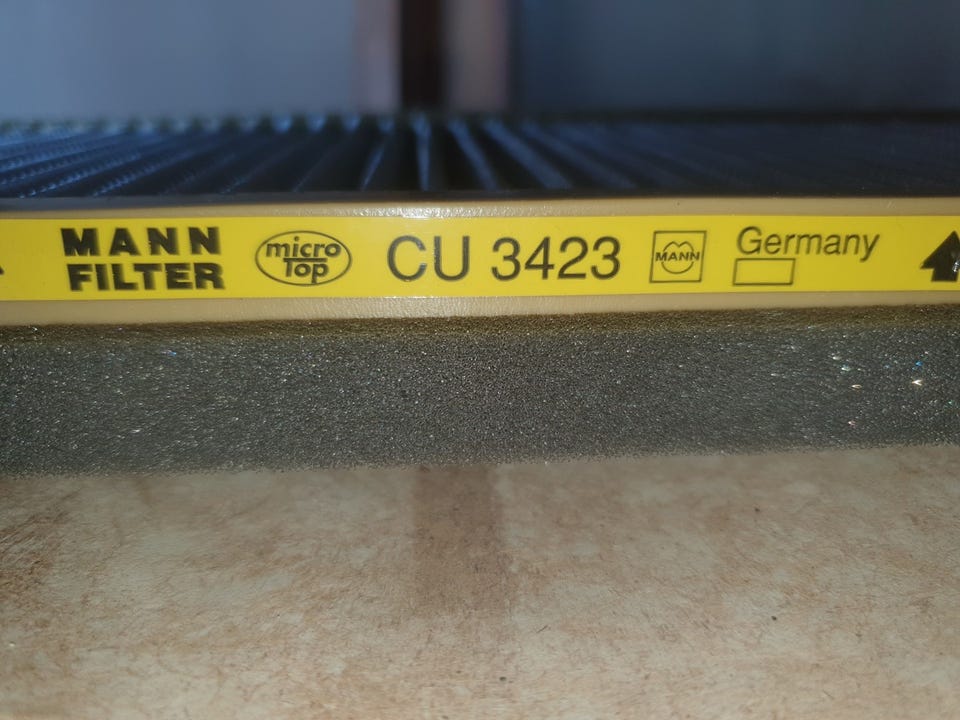 MANN
FILTER
micro
Top
CU 3423
MANN
Germany